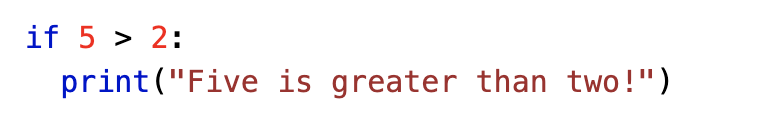 if 5 > 2:
  print("Five is greater than two!")